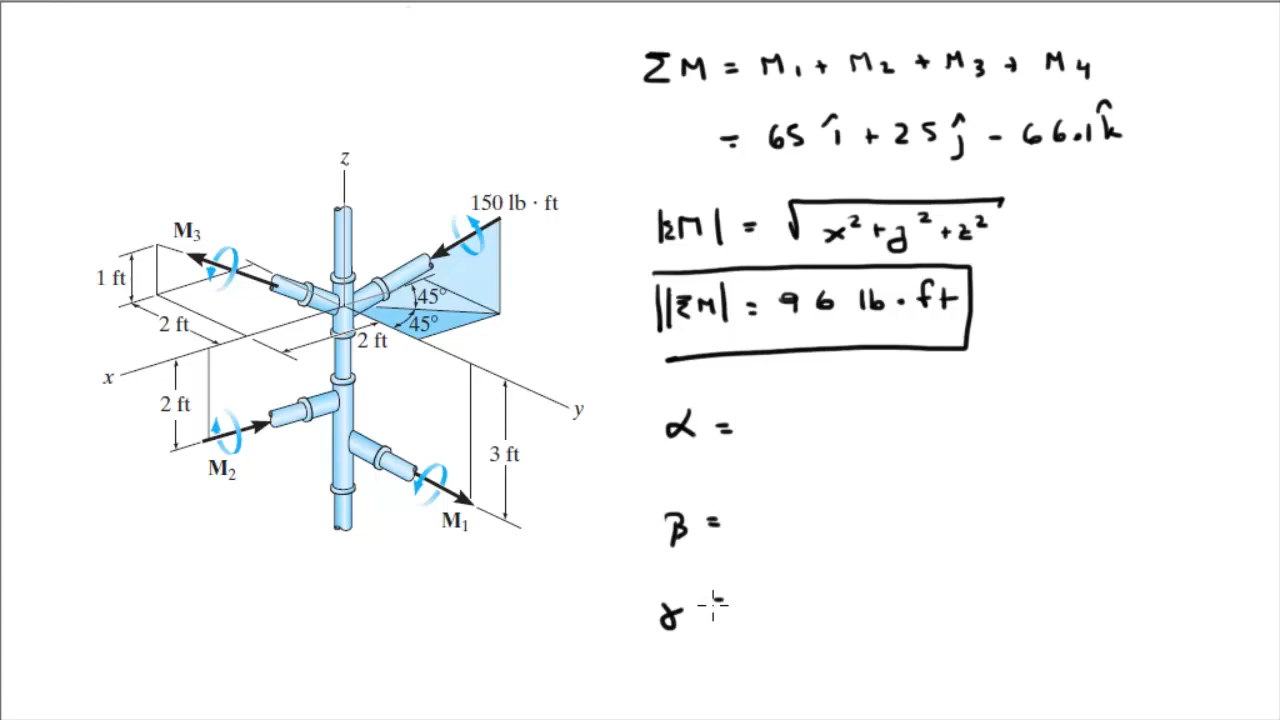 ΣM = M₁ + M₂ + M₃ + M₄
= 65 î + 25 ĵ - 66.1 k̂
|ΣM| = √x² + y² + z²
||ΣM| = 96 lb·ft
α =
β =
γ -
z
150 lb · ft
M₃
1 ft
45°
45°
2 ft
2 ft
x
2 ft
y
3 ft
M₂
M₁